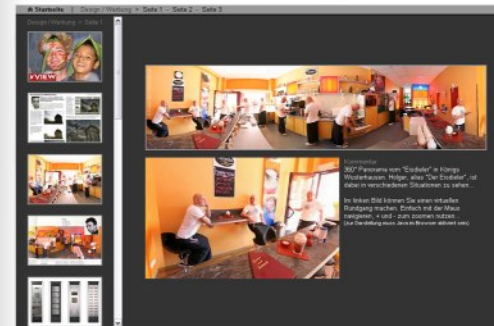 Startseite | Design / Werbung > Seite 1 -- Seite 2 -- Seite 3
Design / Werbung > Seite 1
VIEW
Kommentar
360° Panorama vom "Eisdieler" in Königs
Wusterhausen. Holger, alias "Der Eisdieler", ist
dabei in verschiedenen Situationen zu sehen...
Im linken Bild können Sie einen virtuellen
Rundgang machen. Einfach mit der Maus
navigieren, + und - zum zoomen nutzen...
(zur Darstellung muss Java im Browser aktiviert sein)